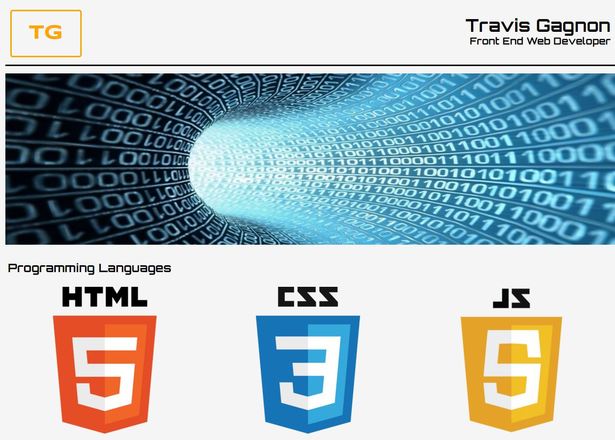 TG
Travis Gagnon
Front End Web Developer
Programming Languages
HTML
CSS
JS
5
3
5